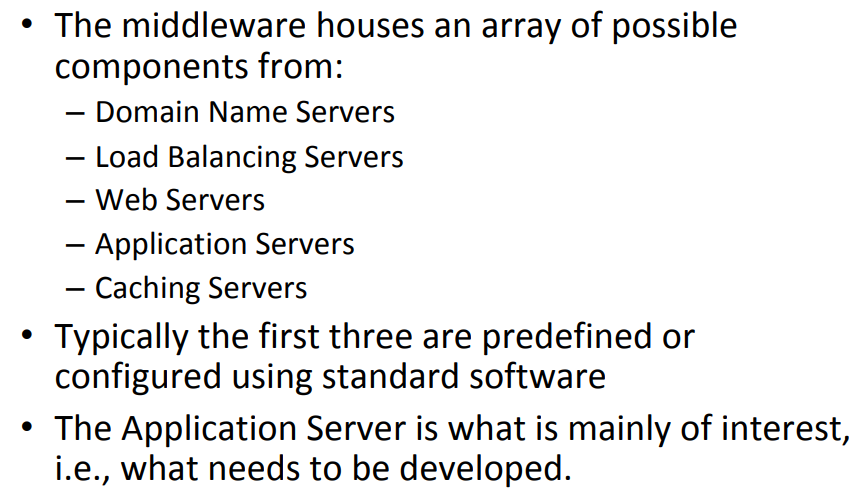 • The middleware houses an array of possible
components from:
– Domain Name Servers
– Load Balancing Servers
– Web Servers
– Application Servers
– Caching Servers
• Typically the first three are predefined or
configured using standard software
• The Application Server is what is mainly of interest,
i.e., what needs to be developed.